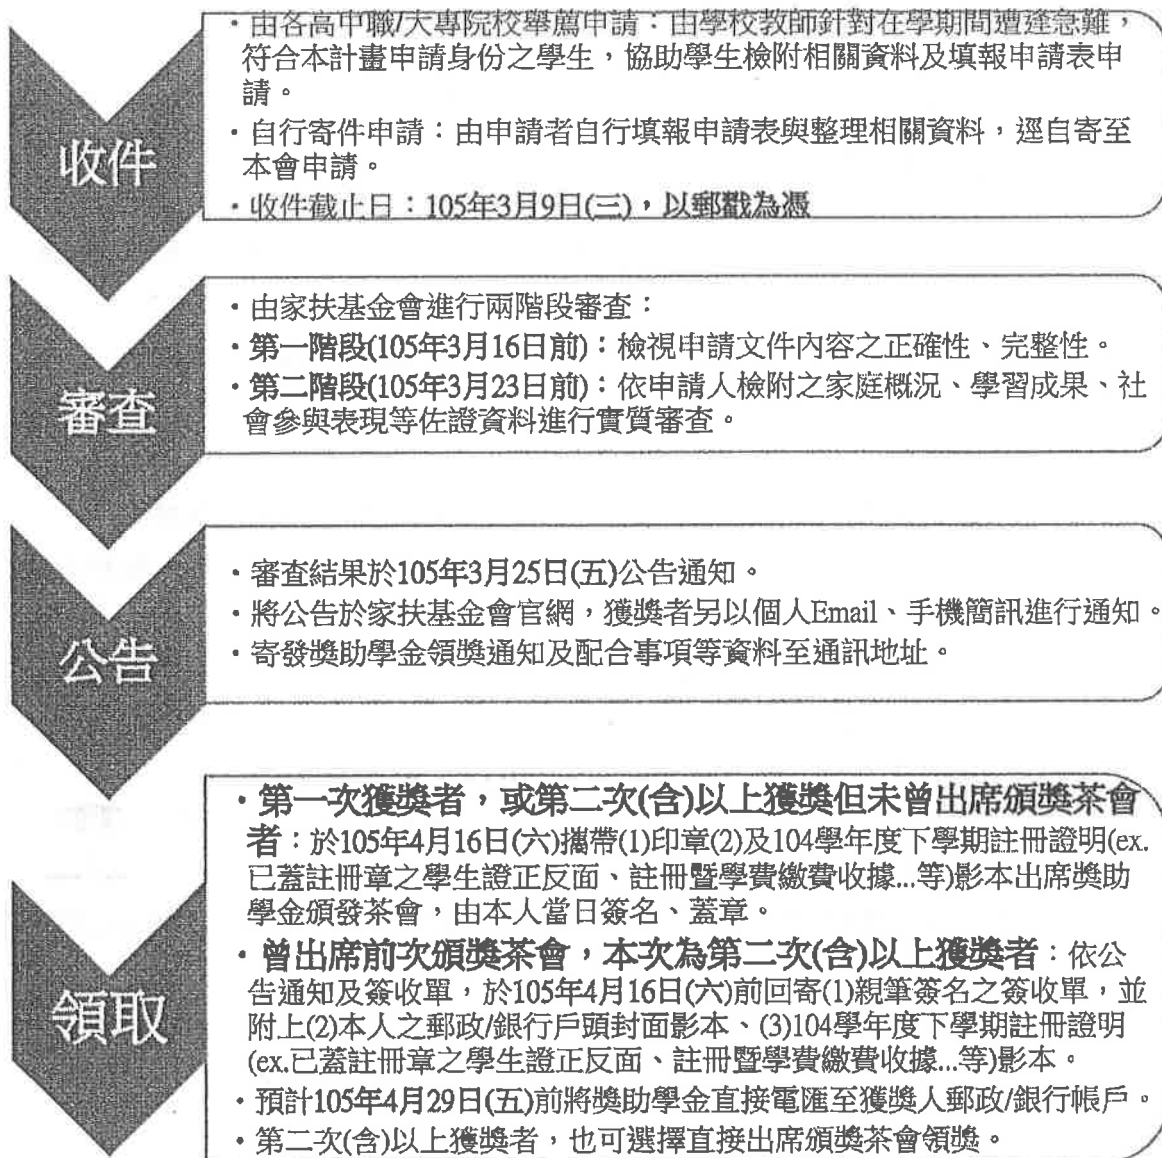 收件
・由各高中職/大專院校舉薦申請：由學校教師針對在學期間遭逢急難，
符合本計畫申請身份之學生，協助學生檢附相關資料及填報申請表申
請。
・自行寄件申請：由申請者自行填報申請表與整理相關資料，逕自寄至
本會申請。
・收件截止日：105年3月9日(三)，以郵戳為憑
審查
・由家扶基金會進行兩階段審查：
・第一階段(105年3月16日前)：檢視申請文件內容之正確性、完整性。
・第二階段(105年3月23日前)：依申請人檢附之家庭概況、學習成果、社
會參與表現等佐證資料進行實質審查。
公告
・審查結果於105年3月25日(五)公告通知。
・將公告於家扶基金會官網，獲獎者另以個人Email、手機簡訊進行通知。
・寄發獎助學金領獎通知及配合事項等資料至通訊地址。
領取
・第一次獲獎者，或第二次(含)以上獲獎但未曾出席頒獎茶會
者：於105年4月16日(六)攜帶(1)印章(2)及104學年度下學期註冊證明(ex.
已蓋註冊章之學生證正反面、註冊暨學費繳費收據...等)影本出席獎助
學金頒發茶會，由本人當日簽名、蓋章。
・曾出席前次頒獎茶會，本次為第二次(含)以上獲獎者：依公
告通知及簽收單，於105年4月16日(六)前回寄(1)親筆簽名之簽收單，並
附上(2)本人之郵政/銀行戶頭封面影本、(3)104學年度下學期註冊證明
(ex.已蓋註冊章之學生證正反面、註冊暨學費繳費收據...等)影本。
・預計105年4月29日(五)前將獎助學金直接電匯至獲獎人郵政/銀行帳戶。
・第二次(含)以上獲獎者，也可選擇直接出席頒獎茶會領獎。